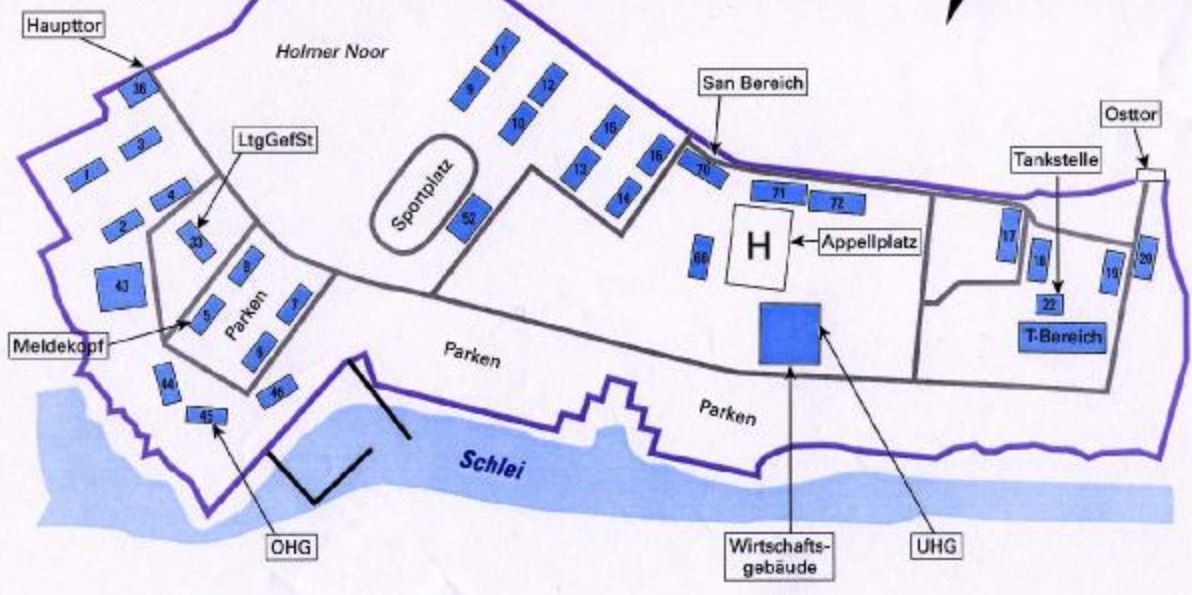 Haupttor
Holmer Noor
36
3
1
LtgGefSt
4
2
33
43
8
5
Parken
7
6
Meldekopf
44
45
46
OHG
11
9
12
10
Sportplatz
52
15
13
16
14
San Bereich
70
71
72
H
Appellplatz
66
Osttor
Tankstelle
17
18
19
20
22
T-Bereich
Parken
Parken
Schlei
Wirtschafts-
gebäude
UHG